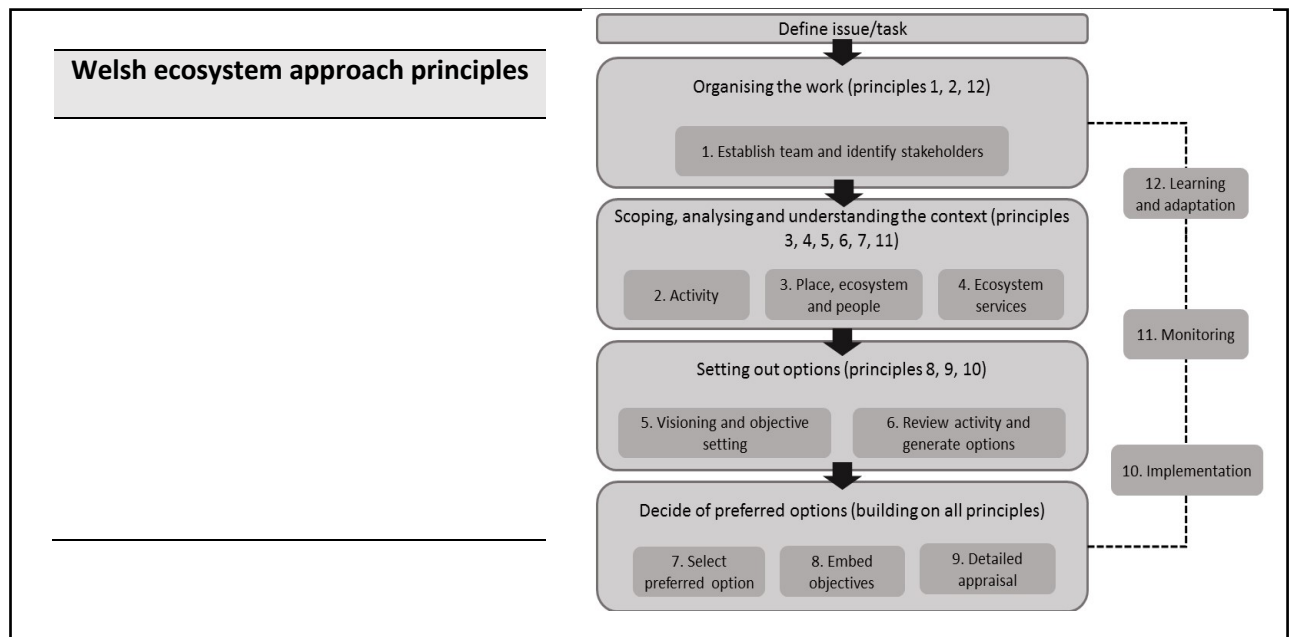 Welsh ecosystem approach principles
Define issue/task
Organising the work (principles 1, 2, 12)
1. Establish team and identify stakeholders
Scoping, analysing and understanding the context (principles
3, 4, 5, 6, 7, 11)
2. Activity
3. Place, ecosystem
and people
4. Ecosystem
services
Setting out options (principles 8, 9, 10)
5. Visioning and objective
setting
6. Review activity and
generate options
Decide of preferred options (building on all principles)
7. Select
preferred option
8. Embed
objectives
9. Detailed
appraisal
12. Learning
and adaptation
11. Monitoring
10. Implementation